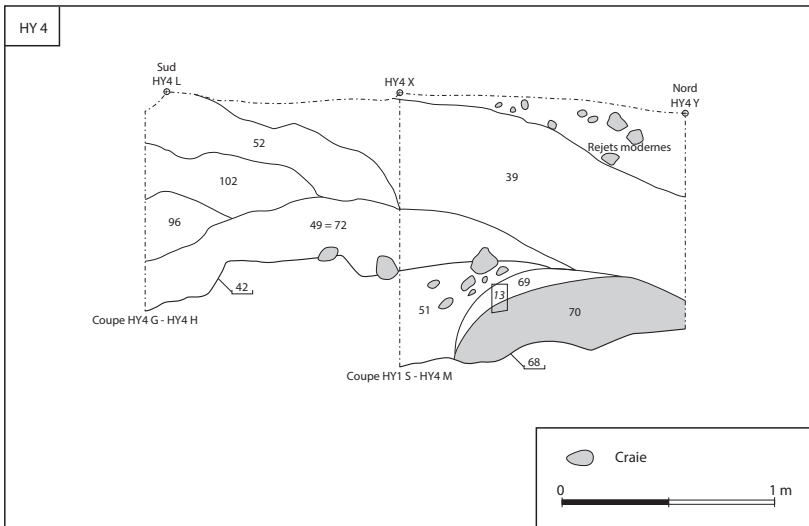 HY 4
Sud
HY4 L
HY4 X
Nord
HY4 Y
Rejets modernes
52
102
39
96
49 = 72
69
13
42
51
70
Coupe HY4 G - HY4 H
68
Coupe HY1 S - HY4 M
Craie
0
1 m